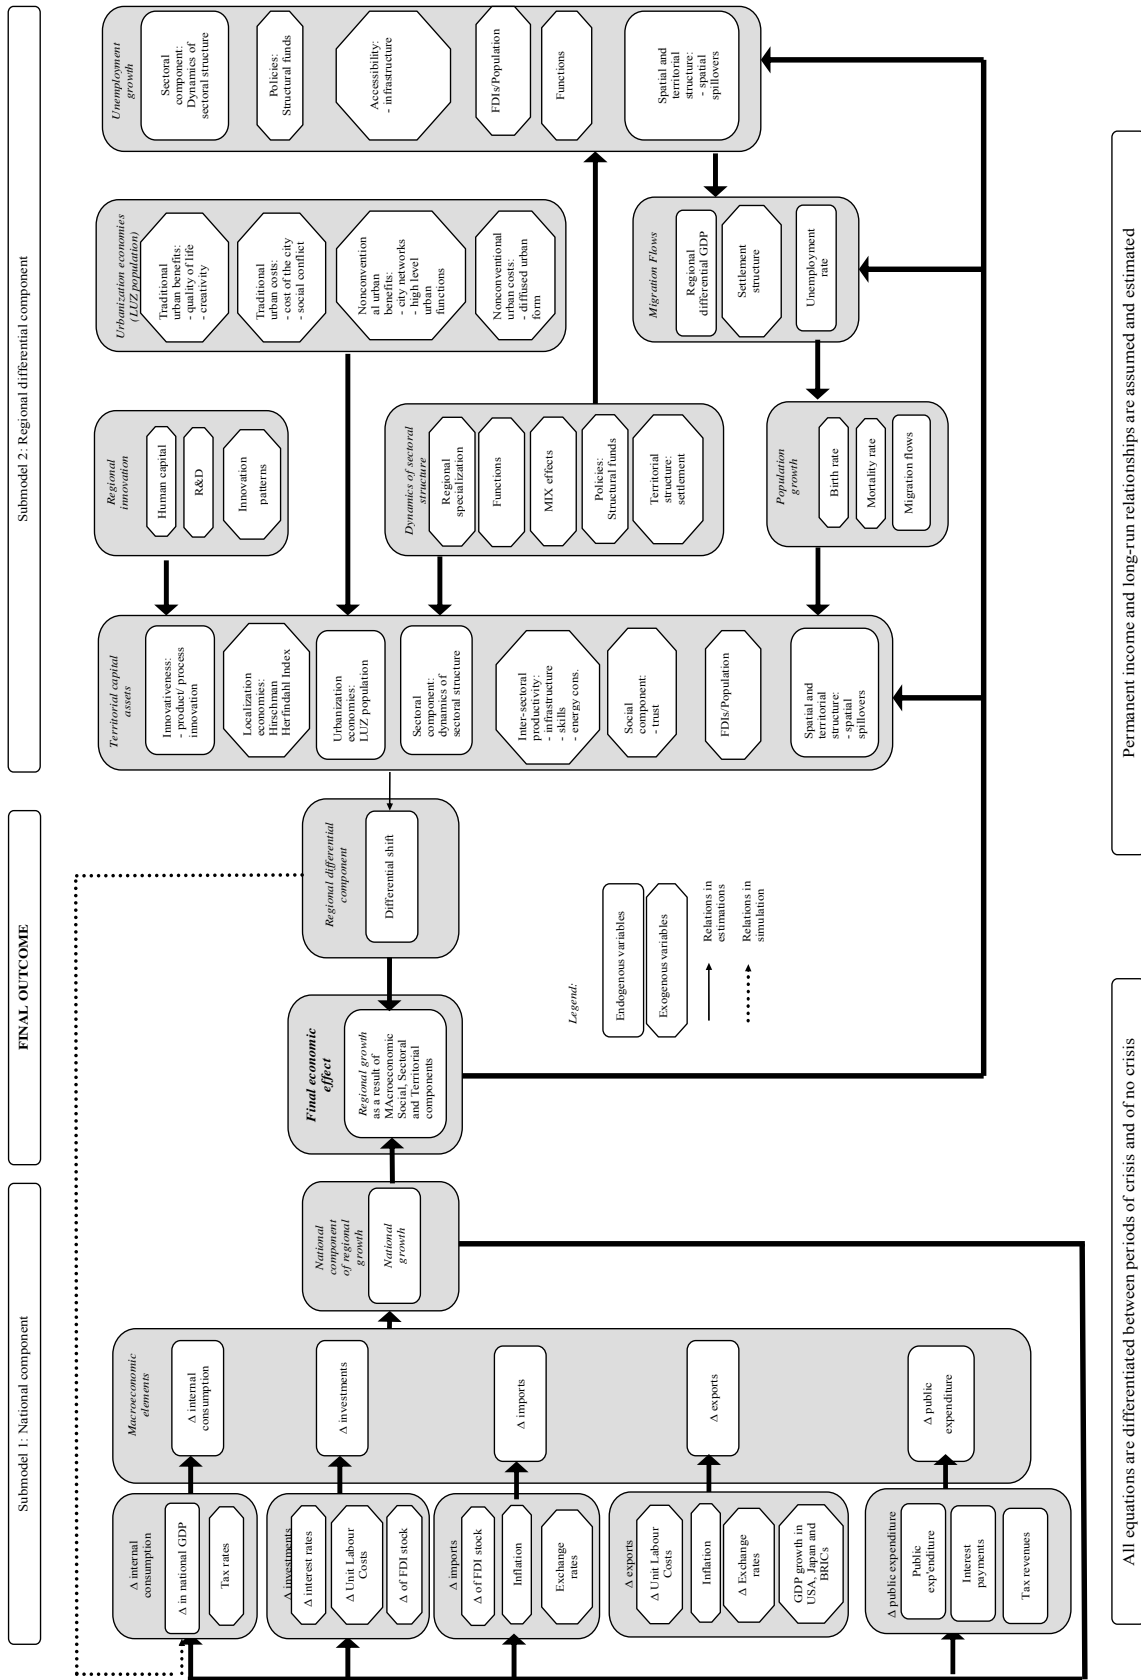 Submodel 1: National component
FINAL OUTCOME
Submodel 2: Regional differential component
Δ internal
consumption
Δ in national GDP
Tax rates
Δ investments
Δ interest rates
Δ Unit Labour
Costs
Δ of FDI stock
Δ imports
Δ of FDI stock
Inflation
Exchange
rates
Δ exports
Δ Unit Labour
Costs
Inflation
Δ Exchange
rates
GDP growth in
USA, Japan and
BRICs
Δ public expenditure
Public
exp'enditure
Interest
payments
Tax revenues
Macroeconomic
elements
Δ internal
consumption
Δ investments
Δ imports
Δ exports
Δ public
expenditure
National
component
of regional
growth
National
growth
Final economic
effect
Regional growth
as a result of
MAcroeconomic
Social, Sectoral
and Territorial
components
Regional differential
component
Differential shift
Legend:
Endogenous variables
Exogenous variables
Relations in
estimations
Relations in
simulation
Territorial capital
assets
Innovativeness:
- product/ process
innovation
Localization
economies:
Hirschman
Herfindahl Index
Urbanization
economies:
LUZ population
Sectoral
component:
dynamics of
sectoral structure
Inter-sectoral
productivity:
- infrastructure
- skills
- energy cons.
Social
component:
- trust
FDIs/Population
Spatial and
territorial
structure:
- spatial
spillovers
Regional
innovation
Human capital
R&D
Innovation
patterns
Dynamics of sectoral
structure
Regional
specialization
Functions
MIX effects
Policies:
Structural funds
Territorial
structure:
settlement
Population
growth
Birth rate
Mortality rate
Migration flows
Urbanization economies
(LUZ population)
Traditional
urban benefits:
- quality of life
- creativity
Traditional
urban costs:
- cost of the city
- social conflict
Nonconvention
al urban
benefits:
- city networks
- high level
urban
functions
Nonconventional
urban costs:
- diffused urban
form
Migration Flows
Regional
differential GDP
Settlement
structure
Unemployment
rate
Unemployment
growth
Sectoral
component:
Dynamics of
sectoral structure
Policies:
Structural funds
Accessibility:
- infrastructure
FDIs/Population
Functions
Spatial and
territorial
structure:
- spatial
spillovers
All equations are differentiated between periods of crisis and of no crisis
Permanent income and long-run relationships are assumed and estimated